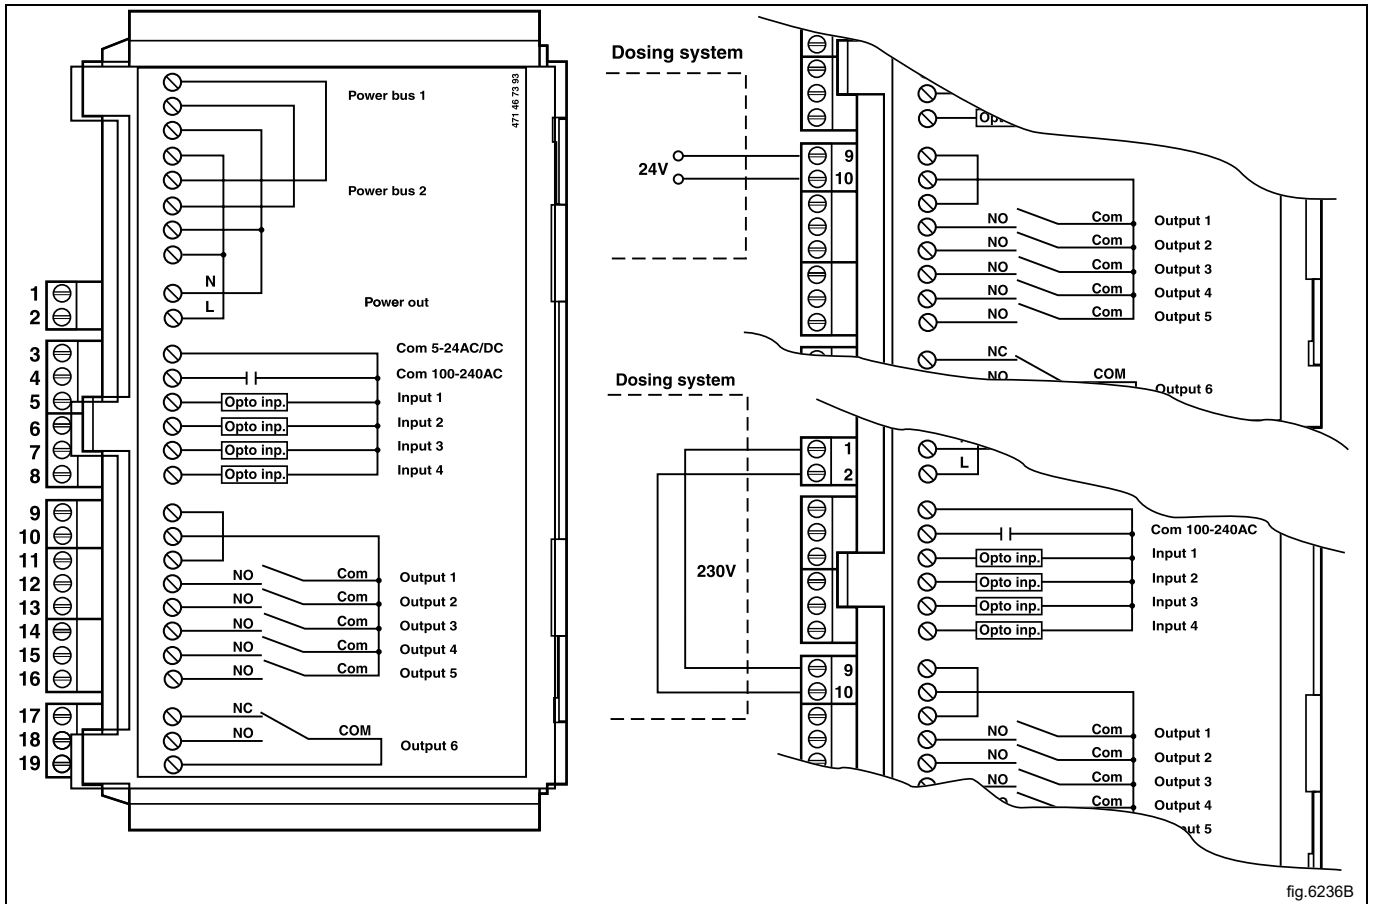 471 46 73 93
Power bus 1
Power bus 2
N
L
Power out
1
2
3
4
5
6
7
8
9
10
11
12
13
14
15
16
17
18
19
Com 5-24AC/DC
Com 100-240AC
Opto inp. Input 1
Opto inp. Input 2
Opto inp. Input 3
Opto inp. Input 4
NO Com Output 1
NO Com Output 2
NO Com Output 3
NO Com Output 4
NO Com Output 5
NC
NO COM
Output 6
Dosing system
24V
9
10
Opt
NO Com Output 1
NO Com Output 2
NO Com Output 3
NO Com Output 4
NO Com Output 5
NC
NO COM
Output 6
Dosing system
230V
1
2
9
10
L
Com 100-240AC
Opto inp. Input 1
Opto inp. Input 2
Opto inp. Input 3
Opto inp. Input 4
NO Com Output 1
NO Com Output 2
NO Com Output 3
Com Output 4
ut 5
fig.6236B